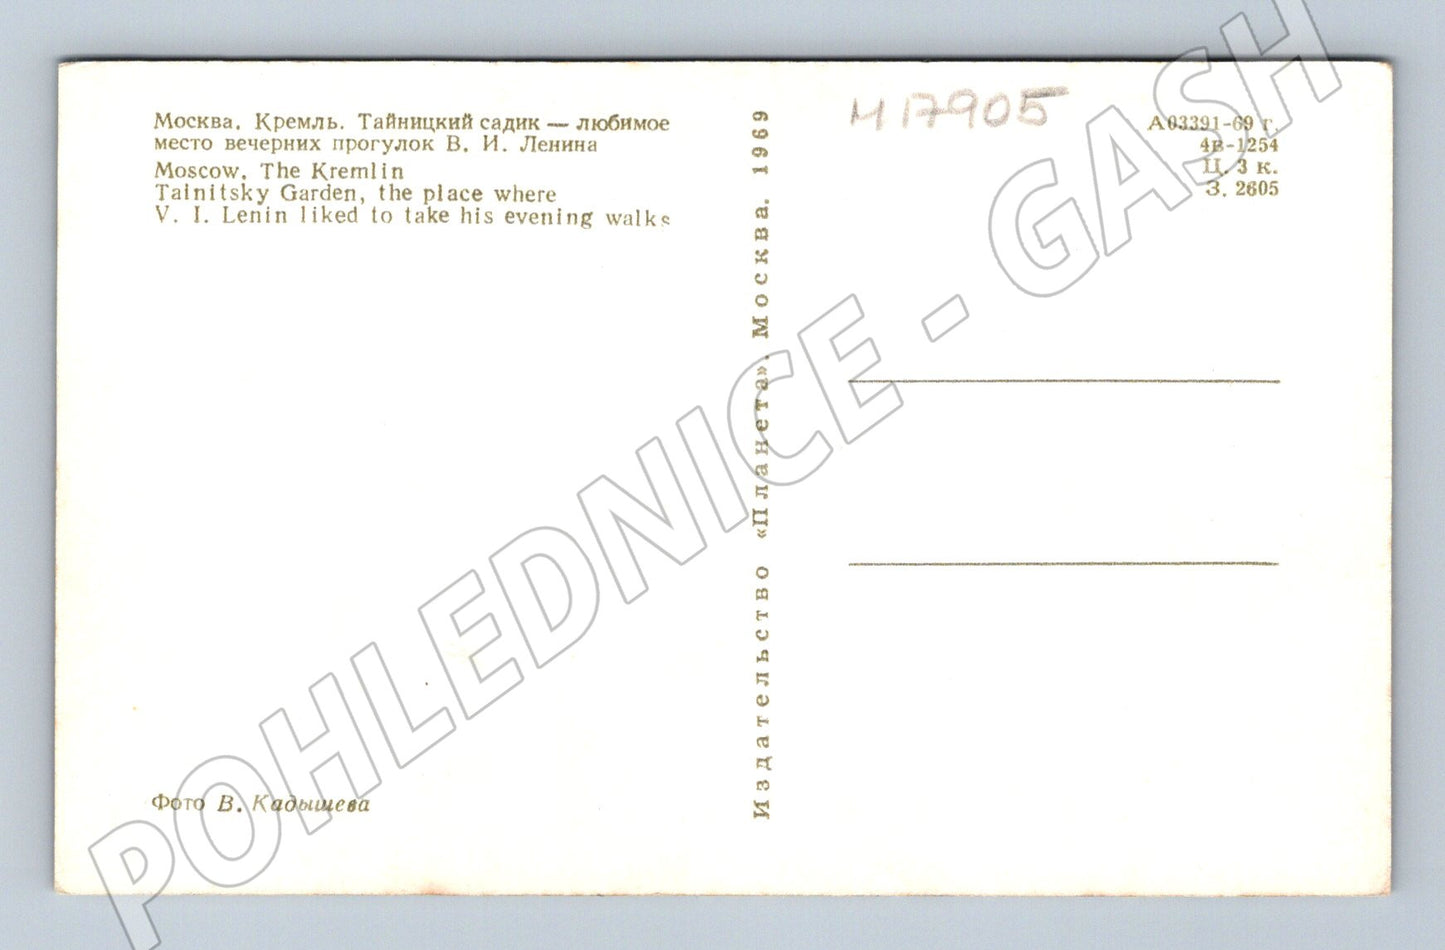 Москва. Кремль. Тайницкий садик — любимое
место вечерних прогулок В. И. Ленина
Moscow. The Kremlin
Tainitsky Garden, the place where
V. I. Lenin liked to take his evening walks
Фото В. Кадышева
Издательство «Планета». Москва. 1969
М17905
А03391-69 г.
4в-1254
Ц. 3 к.
З. 2605
POHLEDNICE - GASH